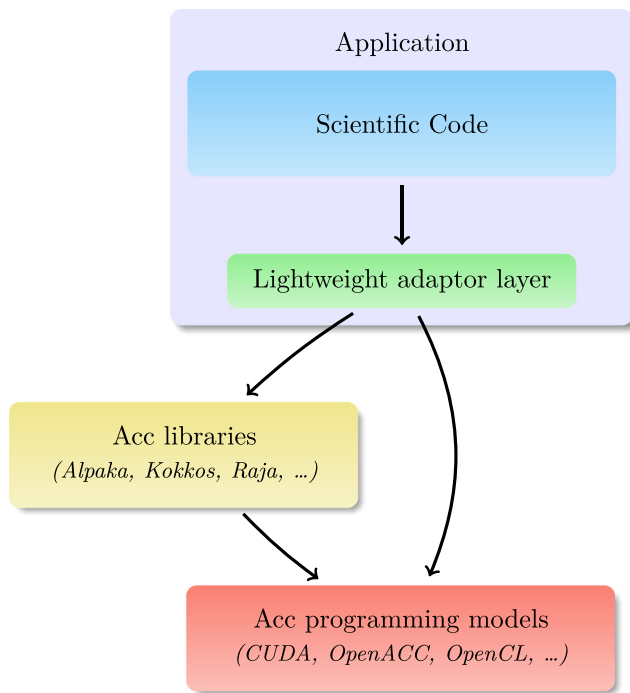 Application
Scientific Code
Lightweight adaptor layer
Acc libraries
(Alpaka, Kokkos, Raja, …)
Acc programming models
(CUDA, OpenACC, OpenCL, …)